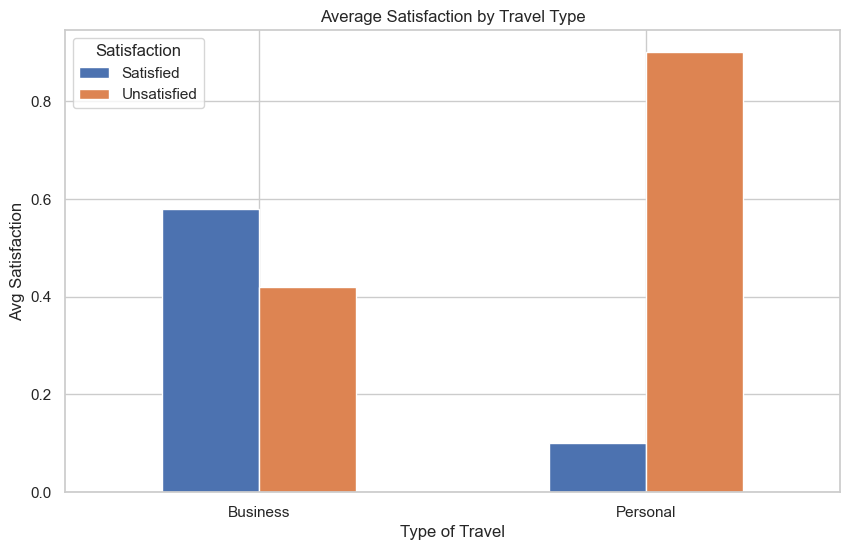 Average Satisfaction by Travel Type
Satisfaction
Satisfied
Unsatisfied
Avg Satisfaction
0.8
0.6
0.4
0.2
0.0
Business
Personal
Type of Travel